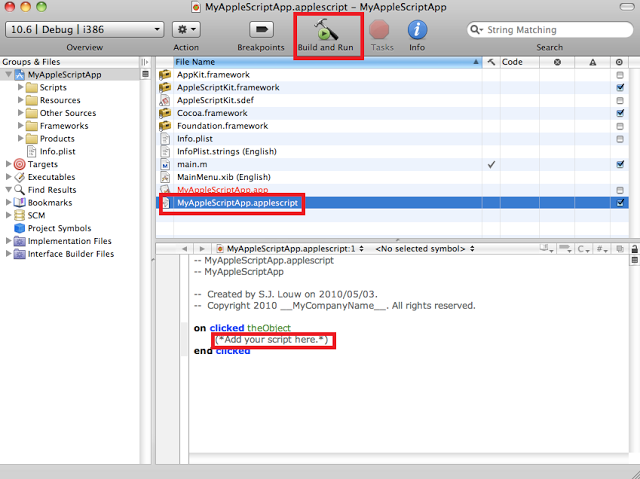 MyAppleScriptApp.applescript – MyAppleScriptApp
10.6 | Debug | i386
String Matching
Overview
Action
Breakpoints
Build and Run
Tasks
Info
Search
Groups & Files
File Name
Code
MyAppleScriptApp
Scripts
Resources
Other Sources
Frameworks
Products
Info.plist
Targets
Executables
Find Results
Bookmarks
SCM
Project Symbols
Implementation Files
Interface Builder Files
AppKit.framework
AppleScriptKit.framework
AppleScriptKit.sdef
Cocoa.framework
Foundation.framework
Info.plist
InfoPlist.strings (English)
main.m
MainMenu.xib (English)
MyAppleScriptApp.app
MyAppleScriptApp.applescript
MyAppleScriptApp.applescript:1
<No selected symbol>
C
#
-- MyAppleScriptApp.applescript
-- MyAppleScriptApp
--  Created by S.J. Louw on 2010/05/03.
--  Copyright 2010 __MyCompanyName__. All rights reserved.
on clicked theObject
(*Add your script here.*)
end clicked